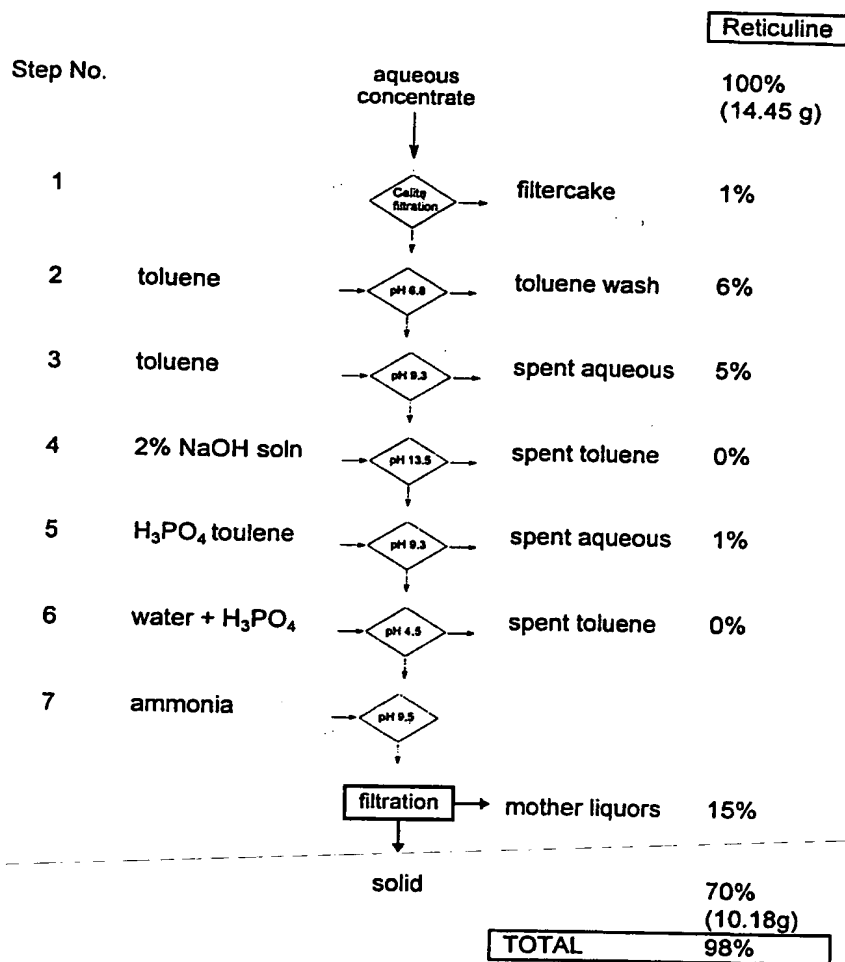 Reticuline
Step No.
aqueous
concentrate
100%
(14.45 g)
1
Celite
filtration
filtercake
1%
2
toluene
pH 6.8
toluene wash
6%
3
toluene
pH 9.3
spent aqueous
5%
4
2% NaOH soln
pH 13.5
spent toluene
0%
5
H₃PO₄ toulene
pH 9.3
spent aqueous
1%
6
water + H₃PO₄
pH 4.5
spent toluene
0%
7
ammonia
pH 9.5
filtration
mother liquors
15%
solid
70%
(10.18g)
TOTAL
98%